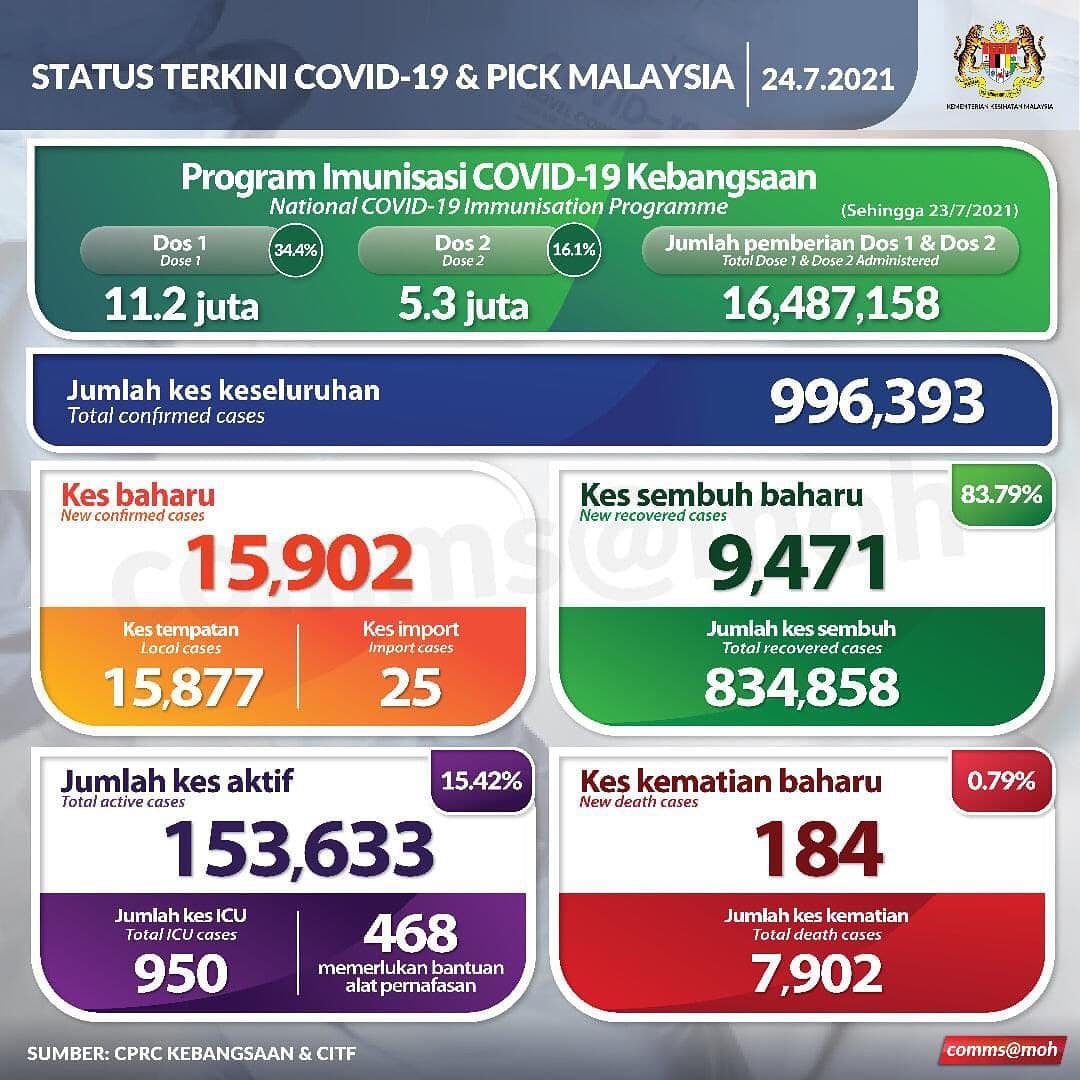 STATUS TERKINI COVID-19 & PICK MALAYSIA | 24.7.2021
KEMENTERIAN KESIHATAN MALAYSIA
Program Imunisasi COVID-19 Kebangsaan
National COVID-19 Immunisation Programme
(Sehingga 23/7/2021)
Dos 1
Dose 1
34.4%
11.2 juta
Dos 2
Dose 2
16.1%
5.3 juta
Jumlah pemberian Dos 1 & Dos 2
Total Dose 1 & Dose 2 Administered
16,487,158
Jumlah kes keseluruhan
Total confirmed cases
996,393
Kes baharu
New confirmed cases
15,902
Kes tempatan
Local cases
15,877
Kes import
Import cases
25
Kes sembuh baharu
New recovered cases
83.79%
9,471
Jumlah kes sembuh
Total recovered cases
834,858
comms@moh
Jumlah kes aktif
Total active cases
15.42%
153,633
Jumlah kes ICU
Total ICU cases
950
468
memerlukan bantuan
alat pernafasan
Kes kematian baharu
New death cases
0.79%
184
Jumlah kes kematian
Total death cases
7,902
SUMBER: CPRC KEBANGSAAN & CITF
comms@moh